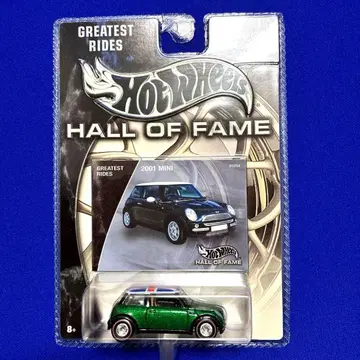 GREATEST
RIDES
Hot Wheels
HALL OF FAME
GREATEST
RIDES
2001 MINI
Hot Wheels
HALL OF FAME
8+